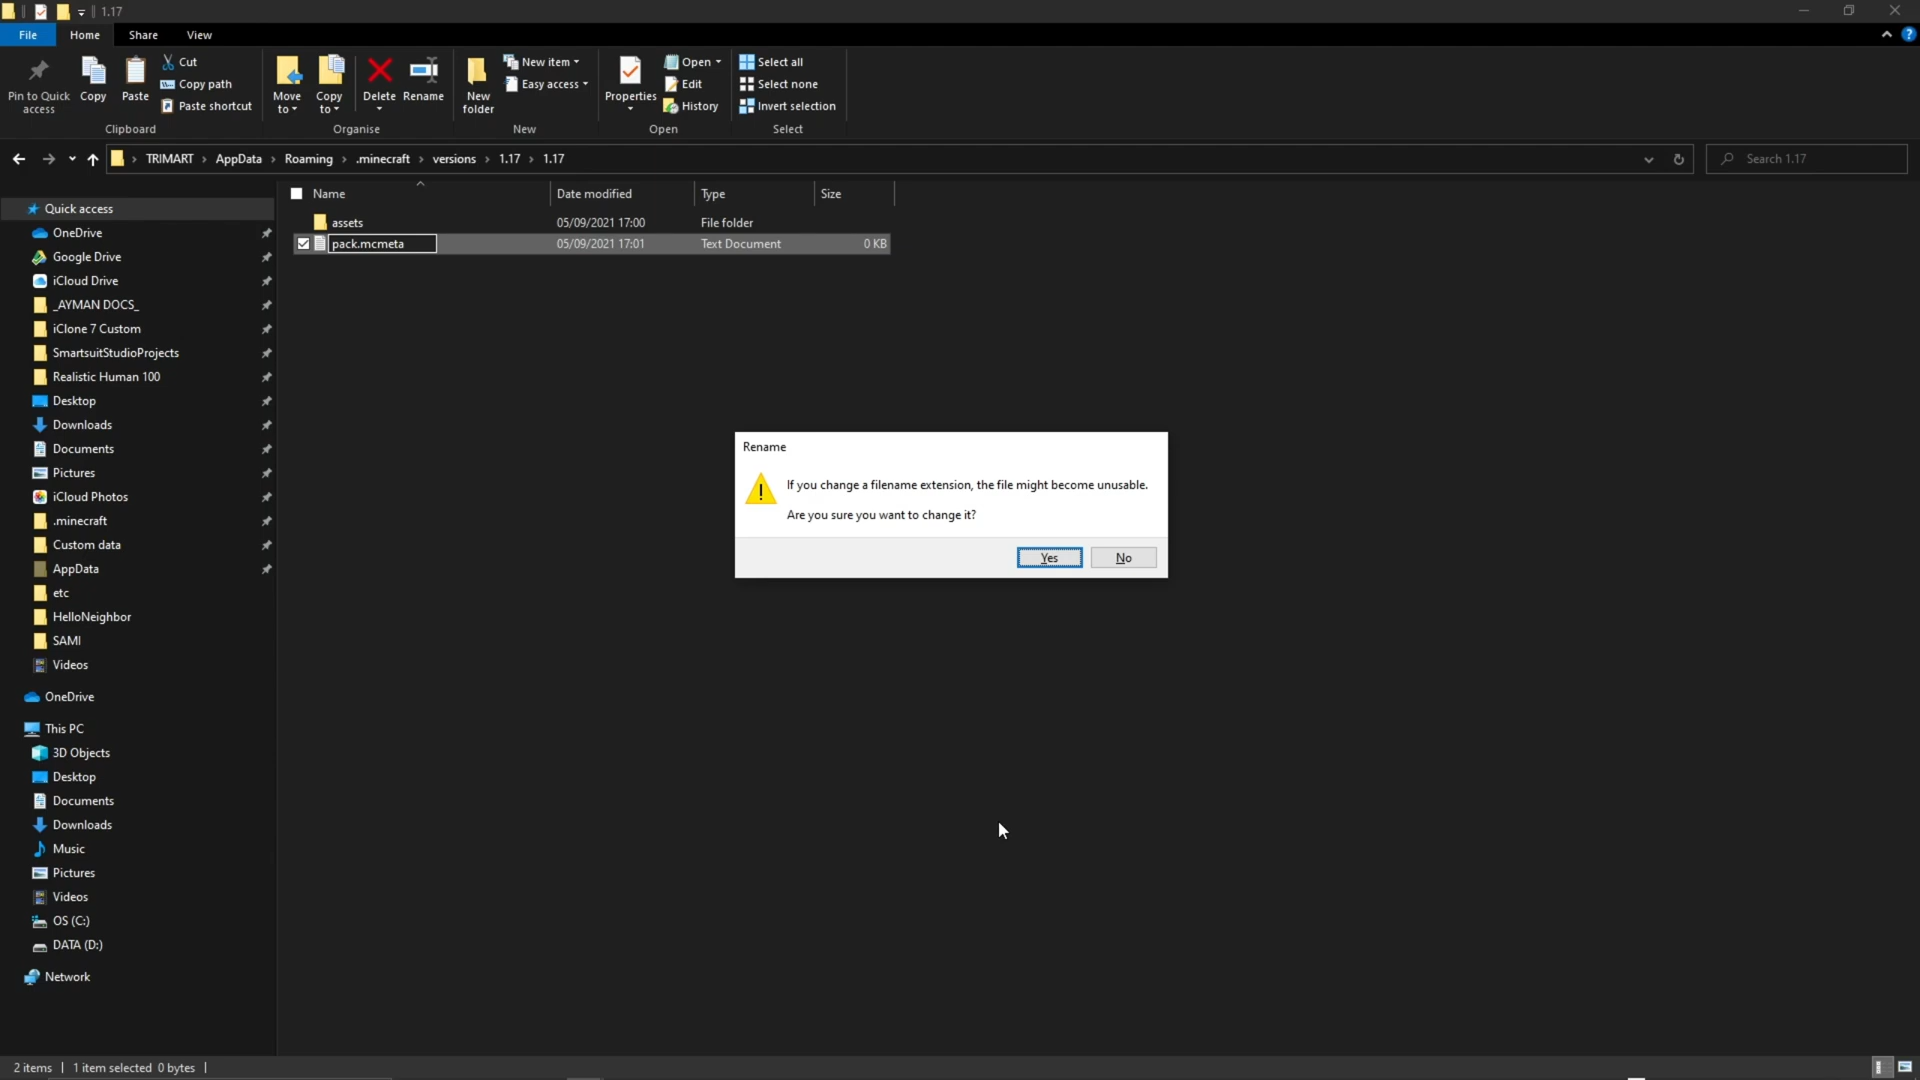 1.17
File Home Share View
Pin to Quick access
Copy
Paste
Cut
Copy path
Paste shortcut
Clipboard
Move to
Copy to
Delete
Rename
Organise
New folder
New item
Easy access
New
Properties
Open
Edit
History
Open
Select all
Select none
Invert selection
Select
TRIMART › AppData › Roaming › .minecraft › versions › 1.17 › 1.17
Search 1.17
Name Date modified Type Size
assets 05/09/2021 17:00 File folder
pack.mcmeta 05/09/2021 17:01 Text Document 0 KB
Quick access
OneDrive
Google Drive
iCloud Drive
_AYMAN DOCS_
iClone 7 Custom
SmartsuitStudioProjects
Realistic Human 100
Desktop
Downloads
Documents
Pictures
iCloud Photos
.minecraft
Custom data
AppData
etc
HelloNeighbor
SAMI
Videos
OneDrive
This PC
3D Objects
Desktop
Documents
Downloads
Music
Pictures
Videos
OS (C:)
DATA (D:)
Network
Rename
If you change a filename extension, the file might become unusable.
Are you sure you want to change it?
Yes No
2 items 1 item selected 0 bytes